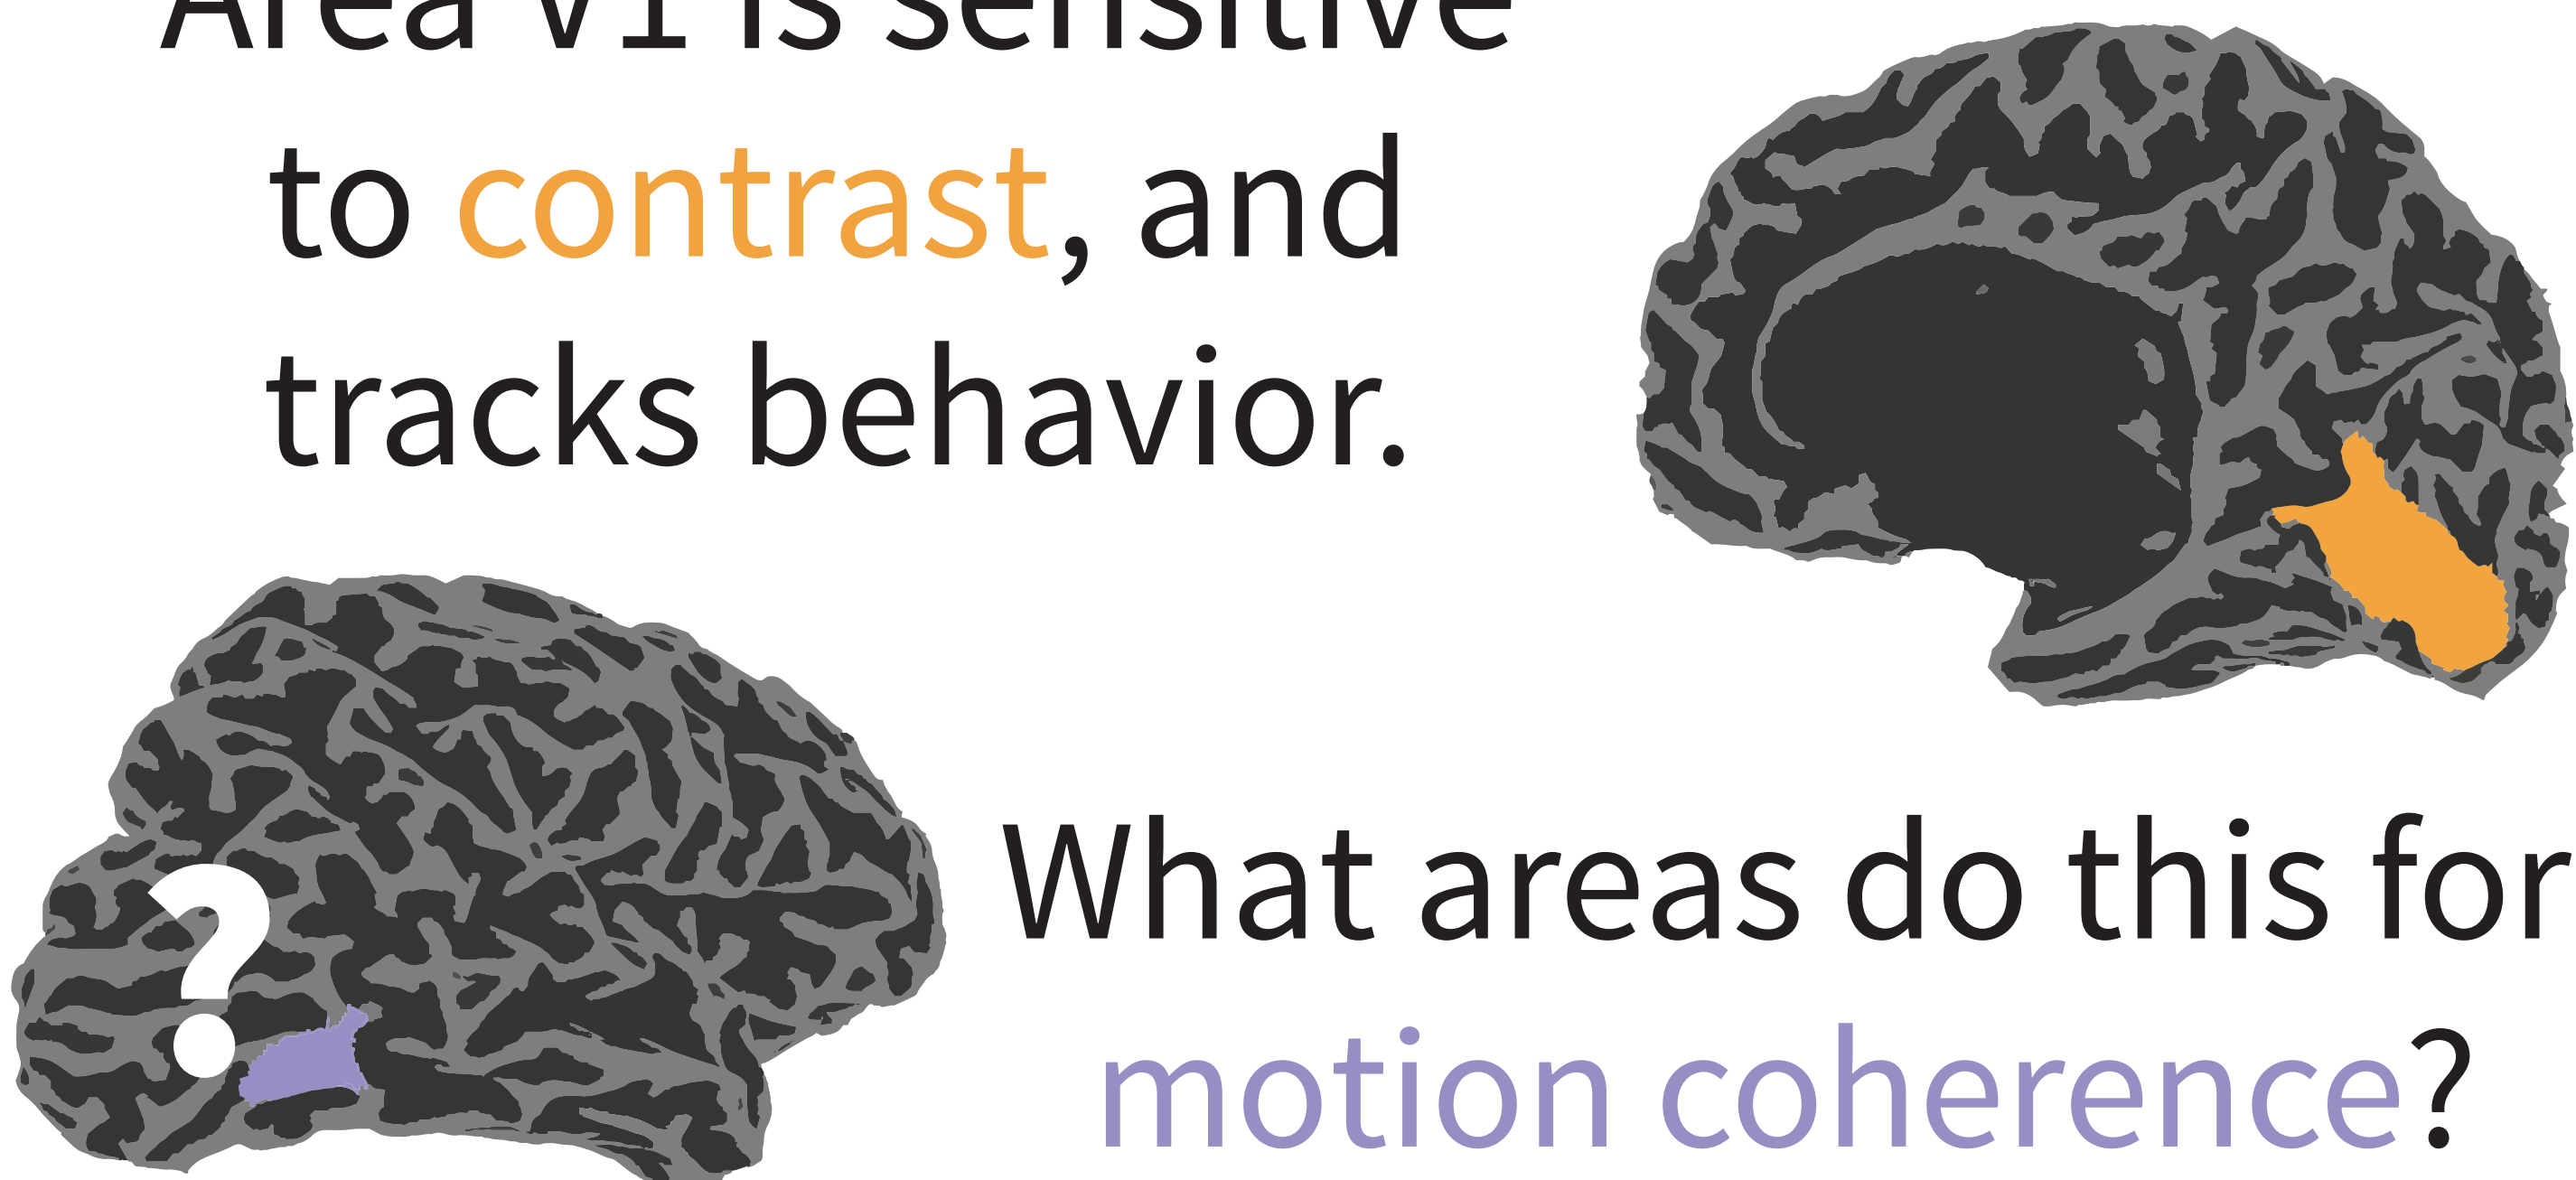 Area V1 is sensitive
to contrast, and
tracks behavior.
?
What areas do this for
motion coherence?